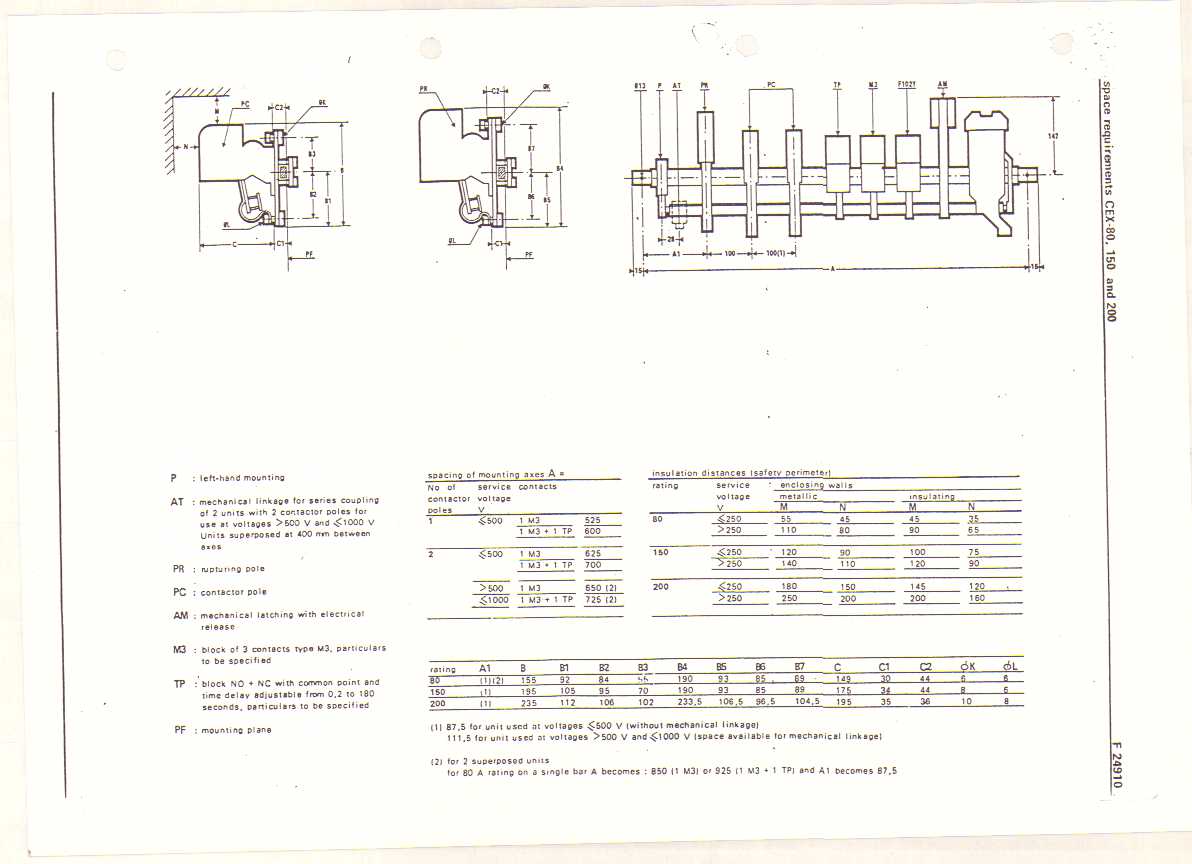 Space requirements CEX-80, 150 and 200
PC
C2
ØK
M
N
B3
B
B2
B1
ØL
C
C1
PF
PR
C2
ØK
B7
B4
B6
B5
ØL
C1
PF
P AT PR PC TP M3 AM
142
28
A1 100 100(1)
15 A 15
P : left-hand mounting
AT : mechanical linkage for series coupling
of 2 units with 2 contactor poles for
use at voltages >500 V and ⩽1000 V
Units superposed at 400 mm between
axes
PR : rupturing pole
PC : contactor pole
AM : mechanical latching with electrical
release
M3 : block of 3 contacts type M3, particulars
to be specified
TP : block NO + NC with common point and
time delay adjustable from 0,2 to 180
seconds, particulars to be specified
PF : mounting plane
spacing of mounting axes A =
No of service contacts
contactor voltage
poles V
1 ⩽500 1 M3 525
1 M3 + 1 TP 600
2 ⩽500 1 M3 625
1 M3 + 1 TP 700
>500 1 M3 650 (2)
⩽1000 1 M3 + 1 TP 725 (2)
insulation distances (safety perimeter)
rating service enclosing walls
voltage metallic insulating
V M N M N
80 ⩽250 55 45 45 35
>250 110 80 90 65
150 ⩽250 120 90 100 75
>250 140 110 120 90
200 ⩽250 180 150 145 120
>250 250 200 200 160
rating A1 B B1 B2 B3 B4 B5 B6 B7 C C1 C2 ϕK ϕL
80 (1)(2) 155 92 84 55 190 93 85 89 149 30 44 6 6
150 (1) 195 105 95 70 190 93 85 89 175 34 44 8 6
200 (1) 235 112 106 102 233,5 106,5 96,5 104,5 195 35 36 10 8
(1) 87,5 for unit used at voltages ⩽500 V (without mechanical linkage)
111,5 for unit used at voltages >500 V and ⩽1000 V (space available for mechanical linkage)
(2) for 2 superposed units
for 80 A rating on a single bar A becomes : 850 (1 M3) or 925 (1 M3 + 1 TP) and A1 becomes 87,5
F 24910